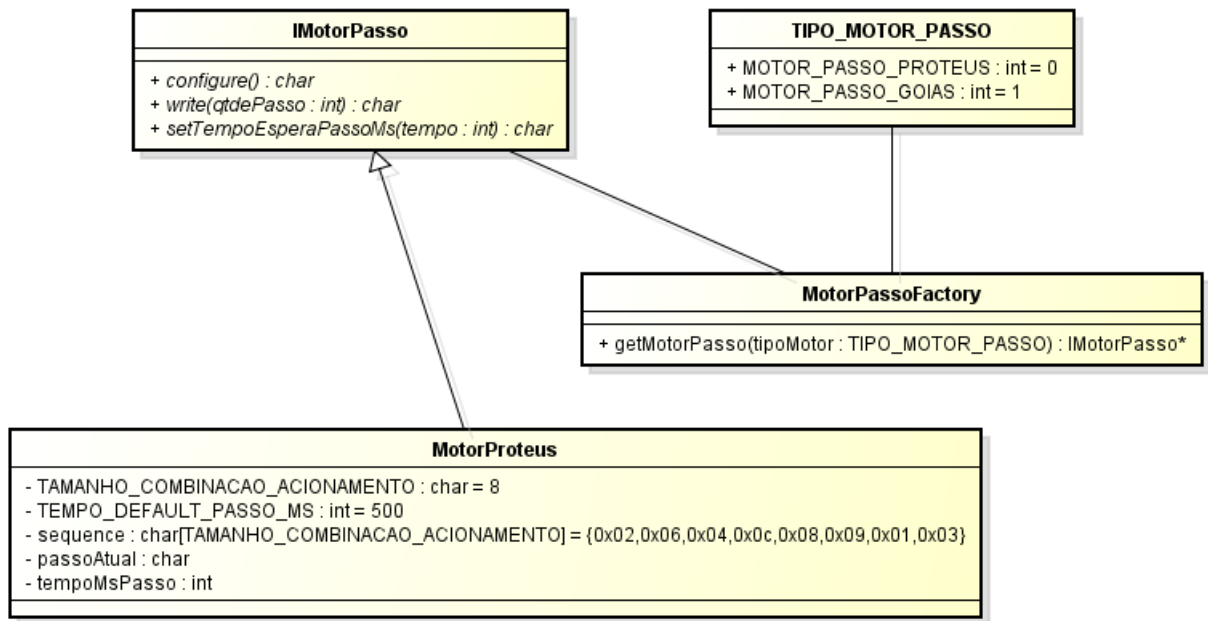 IMotorPasso
+ configure() : char
+ write(qtdePasso : int) : char
+ setTempoEsperaPassoMs(tempo : int) : char
TIPO_MOTOR_PASSO
+ MOTOR_PASSO_PROTEUS : int = 0
+ MOTOR_PASSO_GOIAS : int = 1
MotorPassoFactory
+ getMotorPasso(tipoMotor : TIPO_MOTOR_PASSO) : IMotorPasso*
MotorProteus
- TAMANHO_COMBINACAO_ACIONAMENTO : char = 8
- TEMPO_DEFAULT_PASSO_MS : int = 500
- sequence : char[TAMANHO_COMBINACAO_ACIONAMENTO] = {0x02,0x06,0x04,0x0c,0x08,0x09,0x01,0x03}
- passoAtual : char
- tempoMsPasso : int